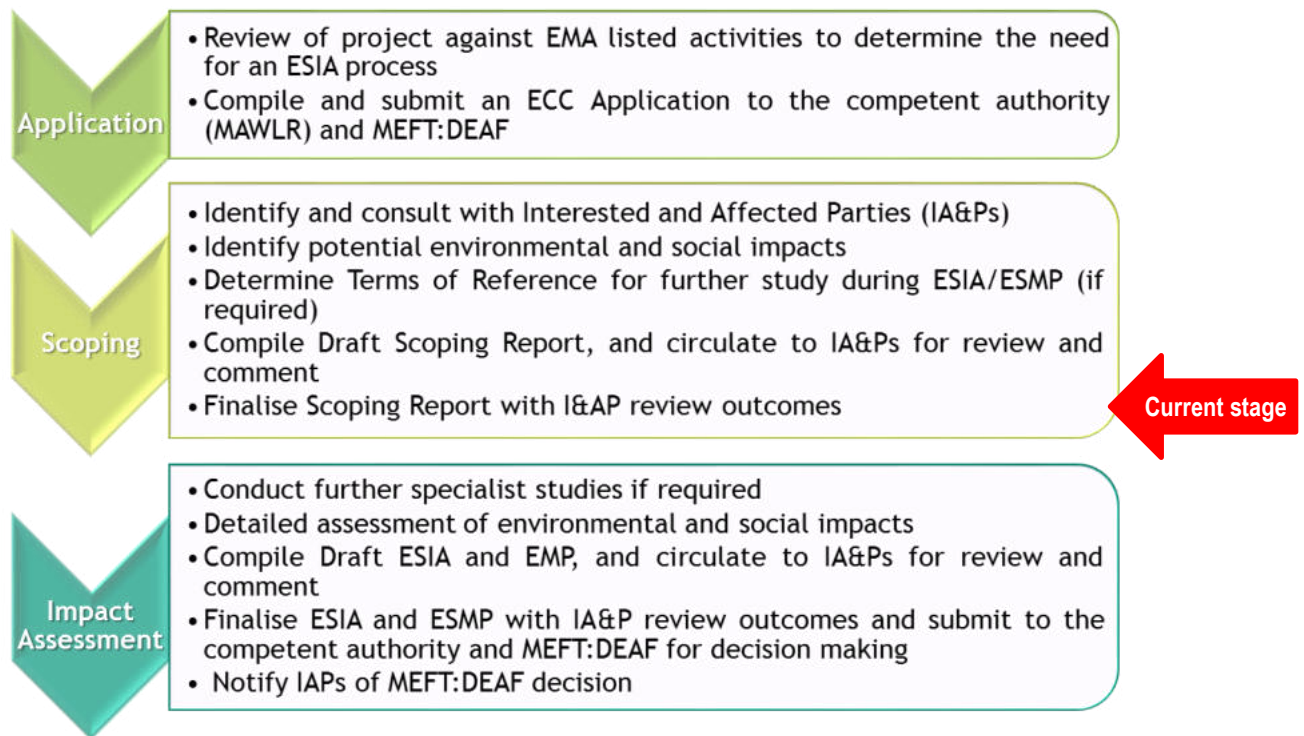 Application
• Review of project against EMA listed activities to determine the need
for an ESIA process
• Compile and submit an ECC Application to the competent authority
(MAWLR) and MEFT:DEAF
Scoping
• Identify and consult with Interested and Affected Parties (IA&Ps)
• Identify potential environmental and social impacts
• Determine Terms of Reference for further study during ESIA/ESMP (if
required)
• Compile Draft Scoping Report, and circulate to IA&Ps for review and
comment
• Finalise Scoping Report with I&AP review outcomes
Current stage
Impact
Assessment
• Conduct further specialist studies if required
• Detailed assessment of environmental and social impacts
• Compile Draft ESIA and EMP, and circulate to IA&Ps for review and
comment
• Finalise ESIA and ESMP with IA&P review outcomes and submit to the
competent authority and MEFT:DEAF for decision making
• Notify IAPs of MEFT:DEAF decision